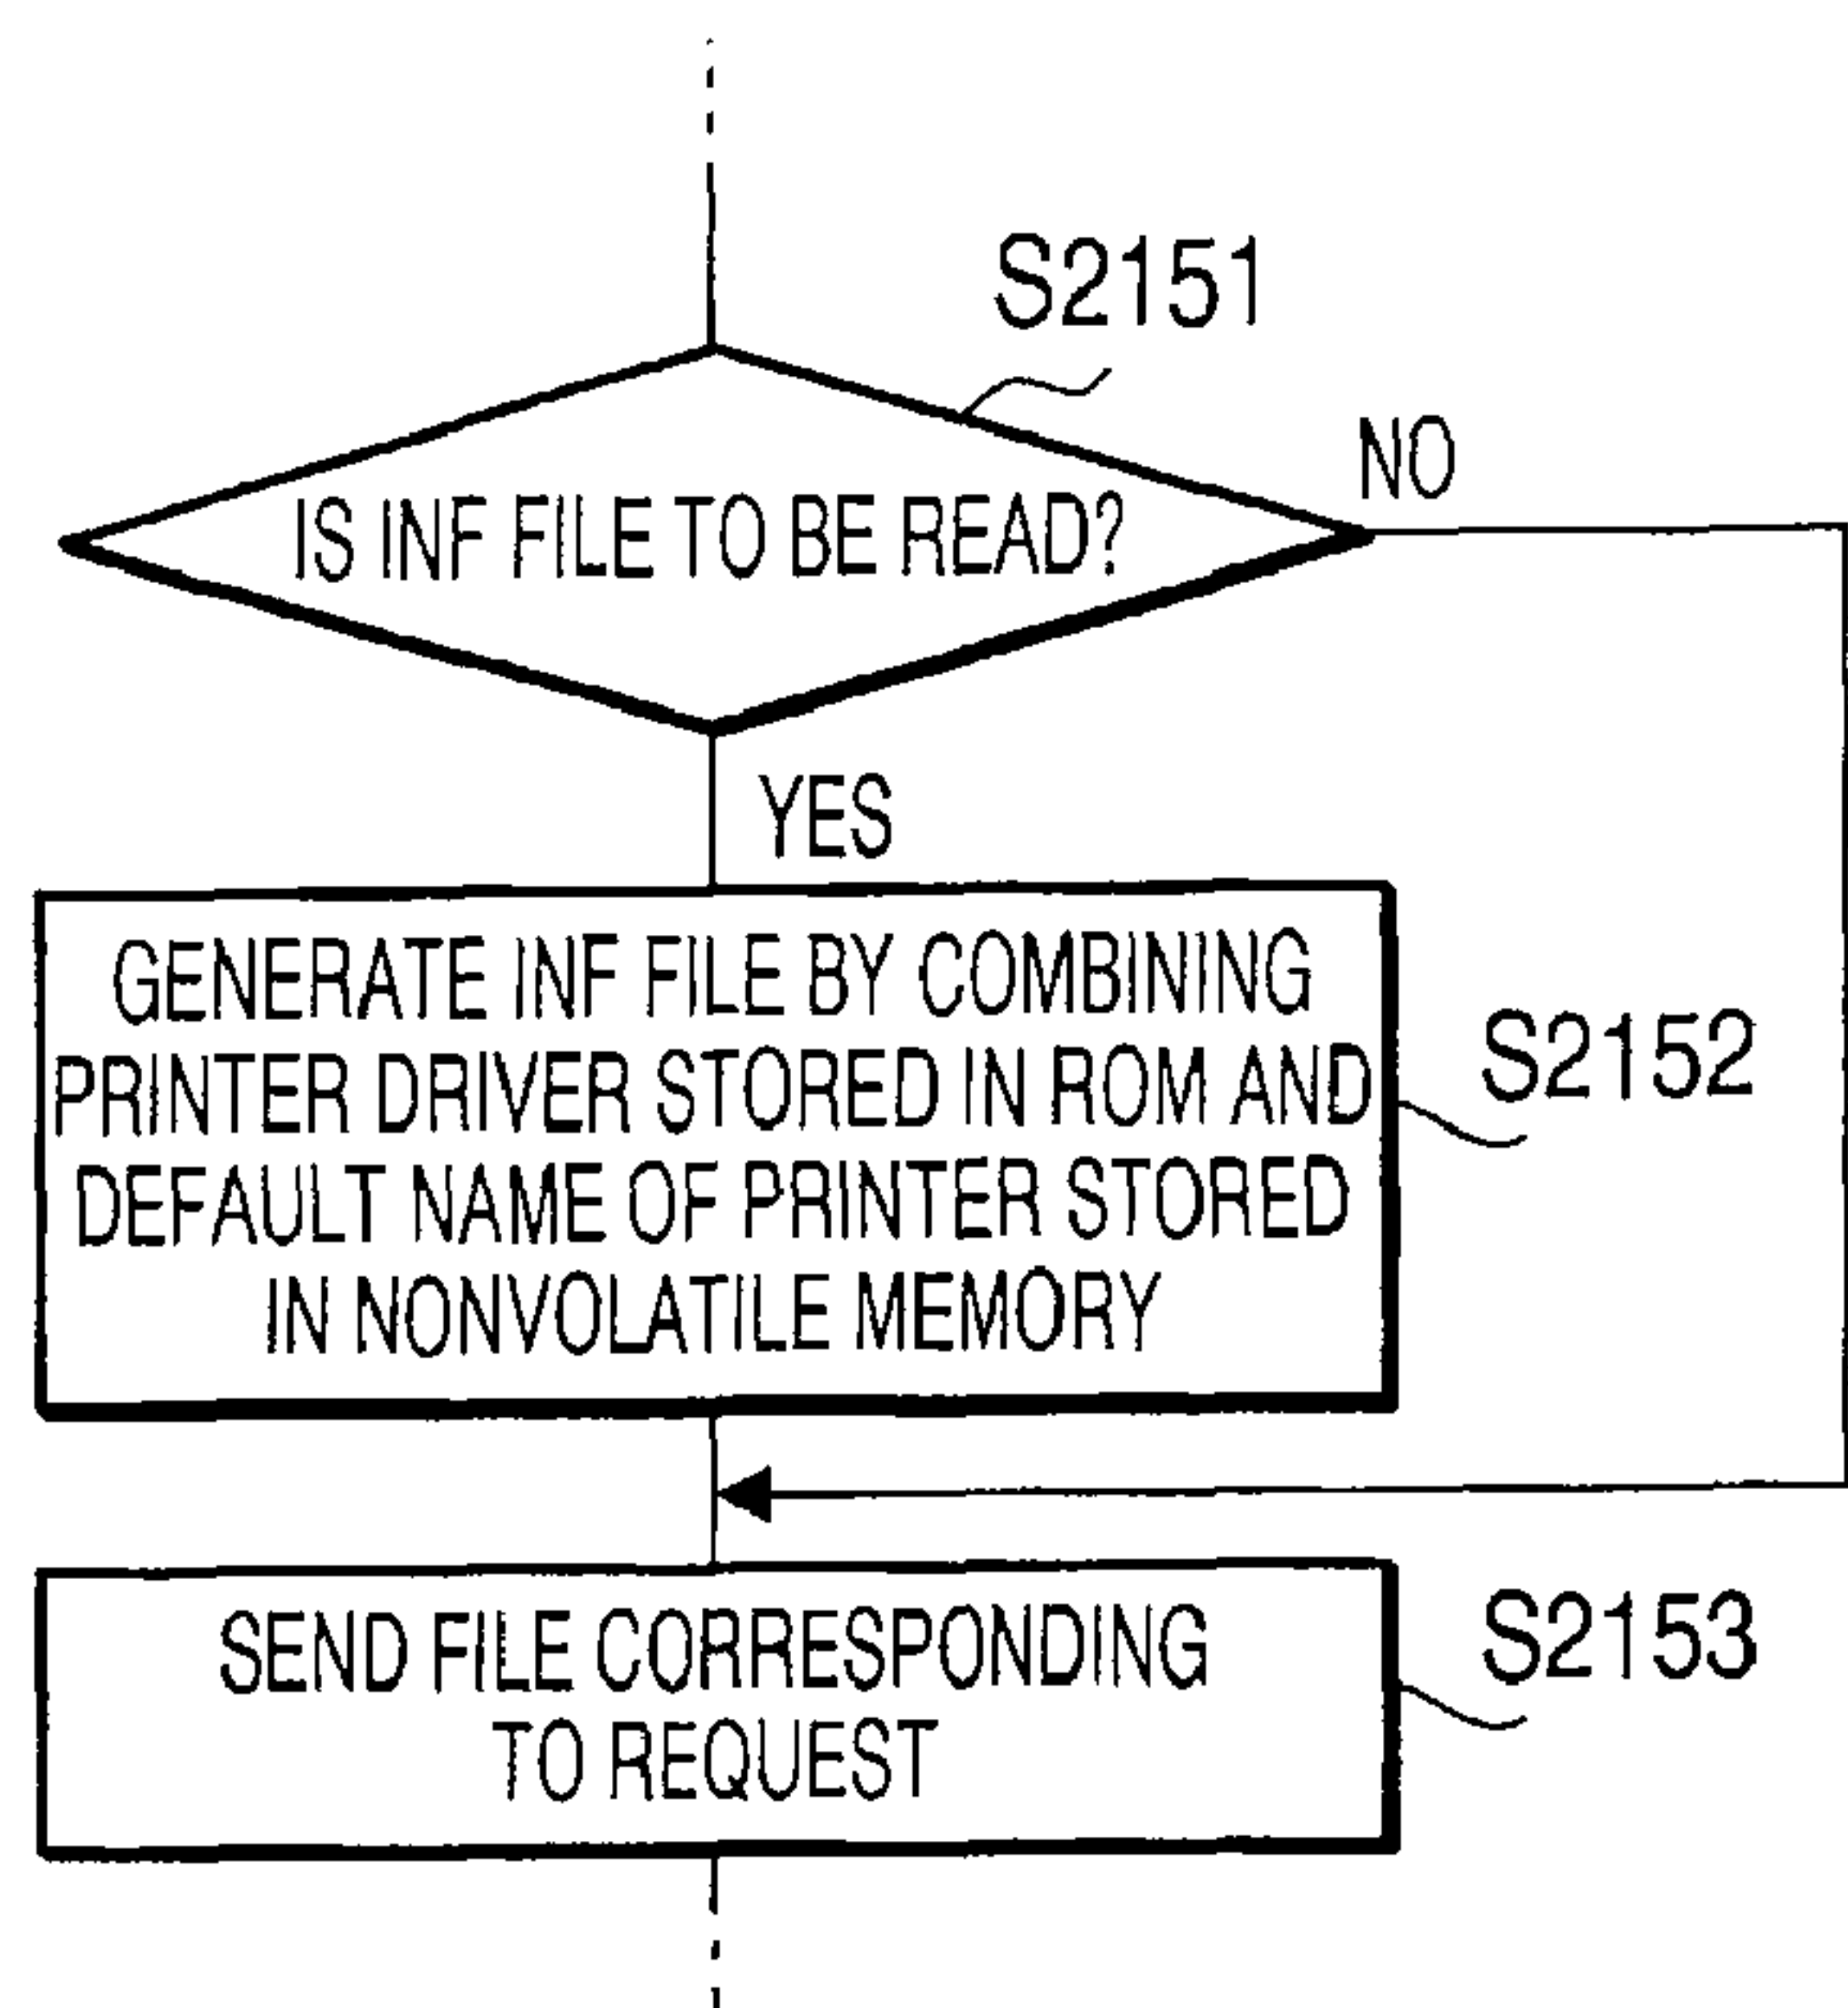 S2151
NO
IS INF FILE TO BE READ?
YES
GENERATE INF FILE BY COMBINING
PRINTER DRIVER STORED IN ROM AND
DEFAULT NAME OF PRINTER STORED
IN NONVOLATILE MEMORY
S2152
SEND FILE CORRESPONDING
TO REQUEST
S2153